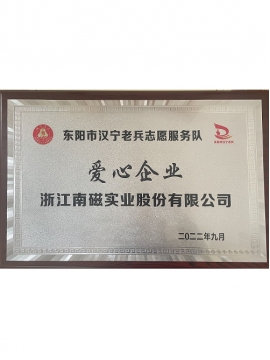 东阳市汉宁老兵志愿服务队
爱心企业
浙江南磁实业股份有限公司
二〇二二年九月